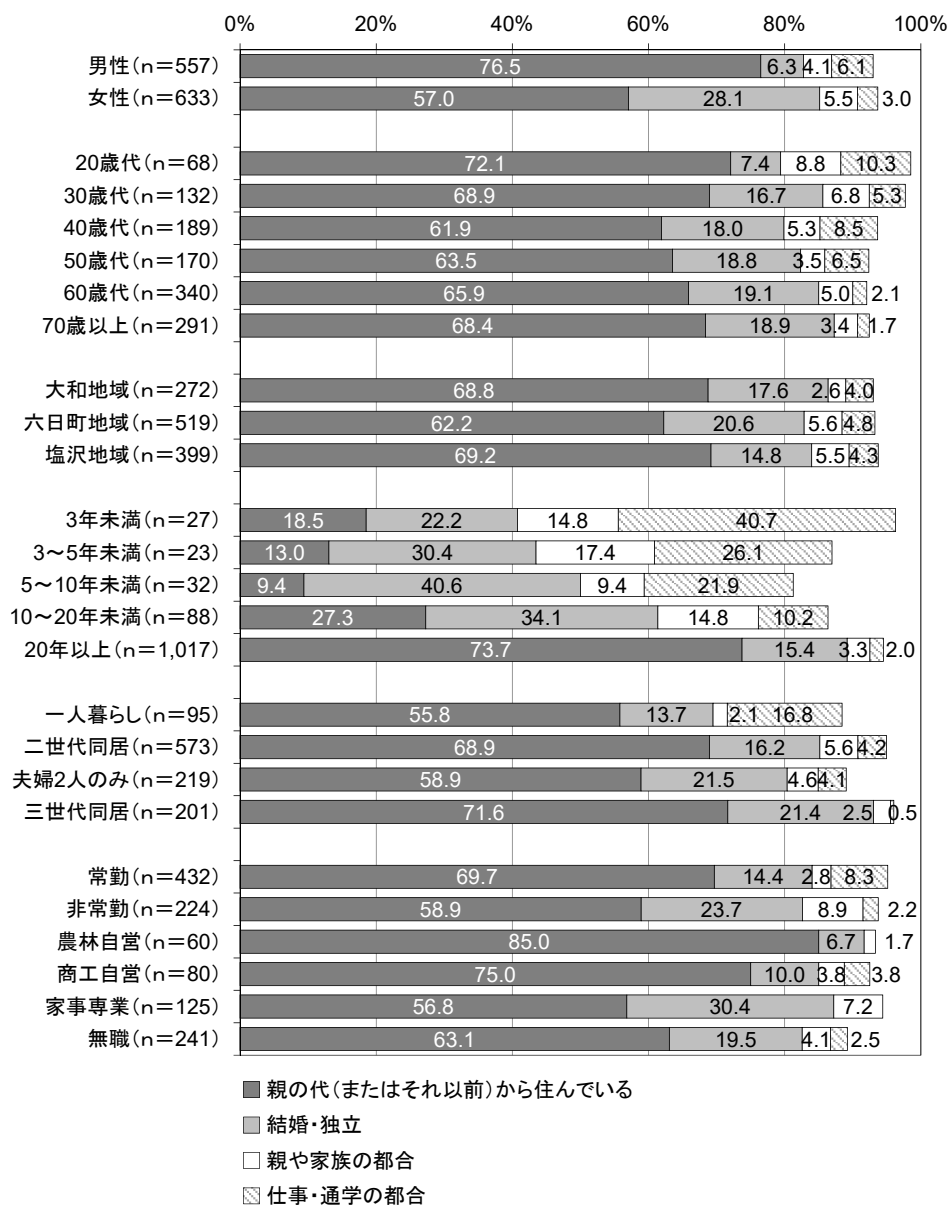 0% 20% 40% 60% 80% 100%
男性(n=557) 76.5 6.3 4.1 6.1
女性(n=633) 57.0 28.1 5.5 3.0
20歳代(n=68) 72.1 7.4 8.8 10.3
30歳代(n=132) 68.9 16.7 6.8 5.3
40歳代(n=189) 61.9 18.0 5.3 8.5
50歳代(n=170) 63.5 18.8 3.5 6.5
60歳代(n=340) 65.9 19.1 5.0 2.1
70歳以上(n=291) 68.4 18.9 3.4 1.7
大和地域(n=272) 68.8 17.6 2.6 4.0
六日町地域(n=519) 62.2 20.6 5.6 4.8
塩沢地域(n=399) 69.2 14.8 5.5 4.3
3年未満(n=27) 18.5 22.2 14.8 40.7
3~5年未満(n=23) 13.0 30.4 17.4 26.1
5~10年未満(n=32) 9.4 40.6 9.4 21.9
10~20年未満(n=88) 27.3 34.1 14.8 10.2
20年以上(n=1,017) 73.7 15.4 3.3 2.0
一人暮らし(n=95) 55.8 13.7 2.1 16.8
二世代同居(n=573) 68.9 16.2 5.6 4.2
夫婦2人のみ(n=219) 58.9 21.5 4.6 4.1
三世代同居(n=201) 71.6 21.4 2.5 0.5
常勤(n=432) 69.7 14.4 2.8 8.3
非常勤(n=224) 58.9 23.7 8.9 2.2
農林自営(n=60) 85.0 6.7 1.7
商工自営(n=80) 75.0 10.0 3.8 3.8
家事専業(n=125) 56.8 30.4 7.2
無職(n=241) 63.1 19.5 4.1 2.5
親の代(またはそれ以前)から住んでいる
結婚・独立
親や家族の都合
仕事・通学の都合